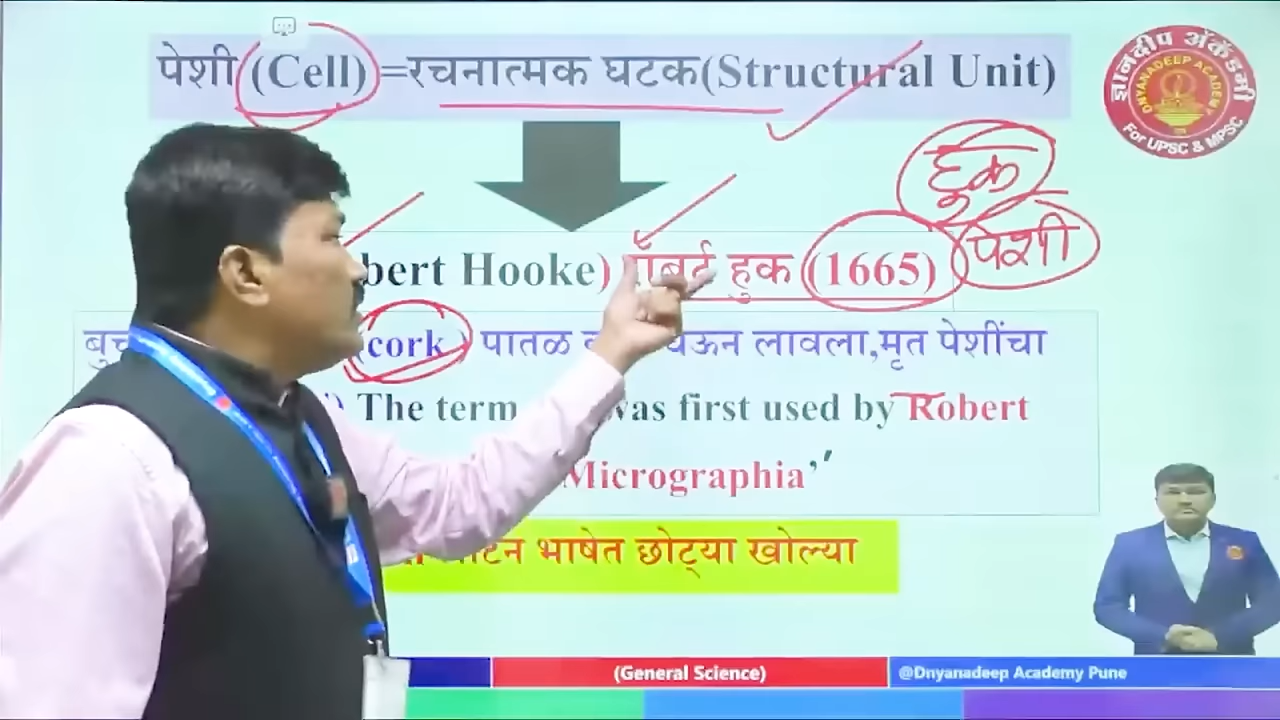 पेशी (Cell) =रचनात्मक घटक(Structural Unit)
ज्ञानदीप अॅकॅडमी
DNYANADEEP ACADEMY
For UPSC & MPSC
हुक
पेशी
bert Hooke) रॉबर्ट हुक (1665)
(cork ) पातळ लावला,मृत पेशींचा
The term was first used by Robert
Micrographia’
भाषेत छोट्या खोल्या
(General Science)
@Dnyanadeep Academy Pune